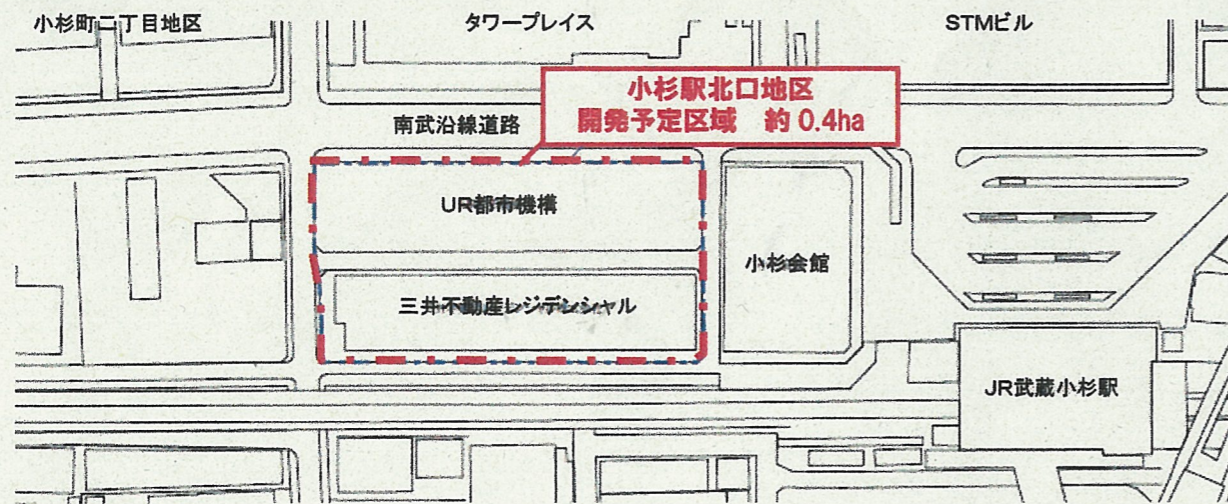 小杉町二丁目地区
タワープレイス
STMビル
小杉駅北口地区
開発予定区域 約0.4ha
南武沿線道路
UR都市機構
小杉会館
三井不動産レジデンシャル
JR武蔵小杉駅